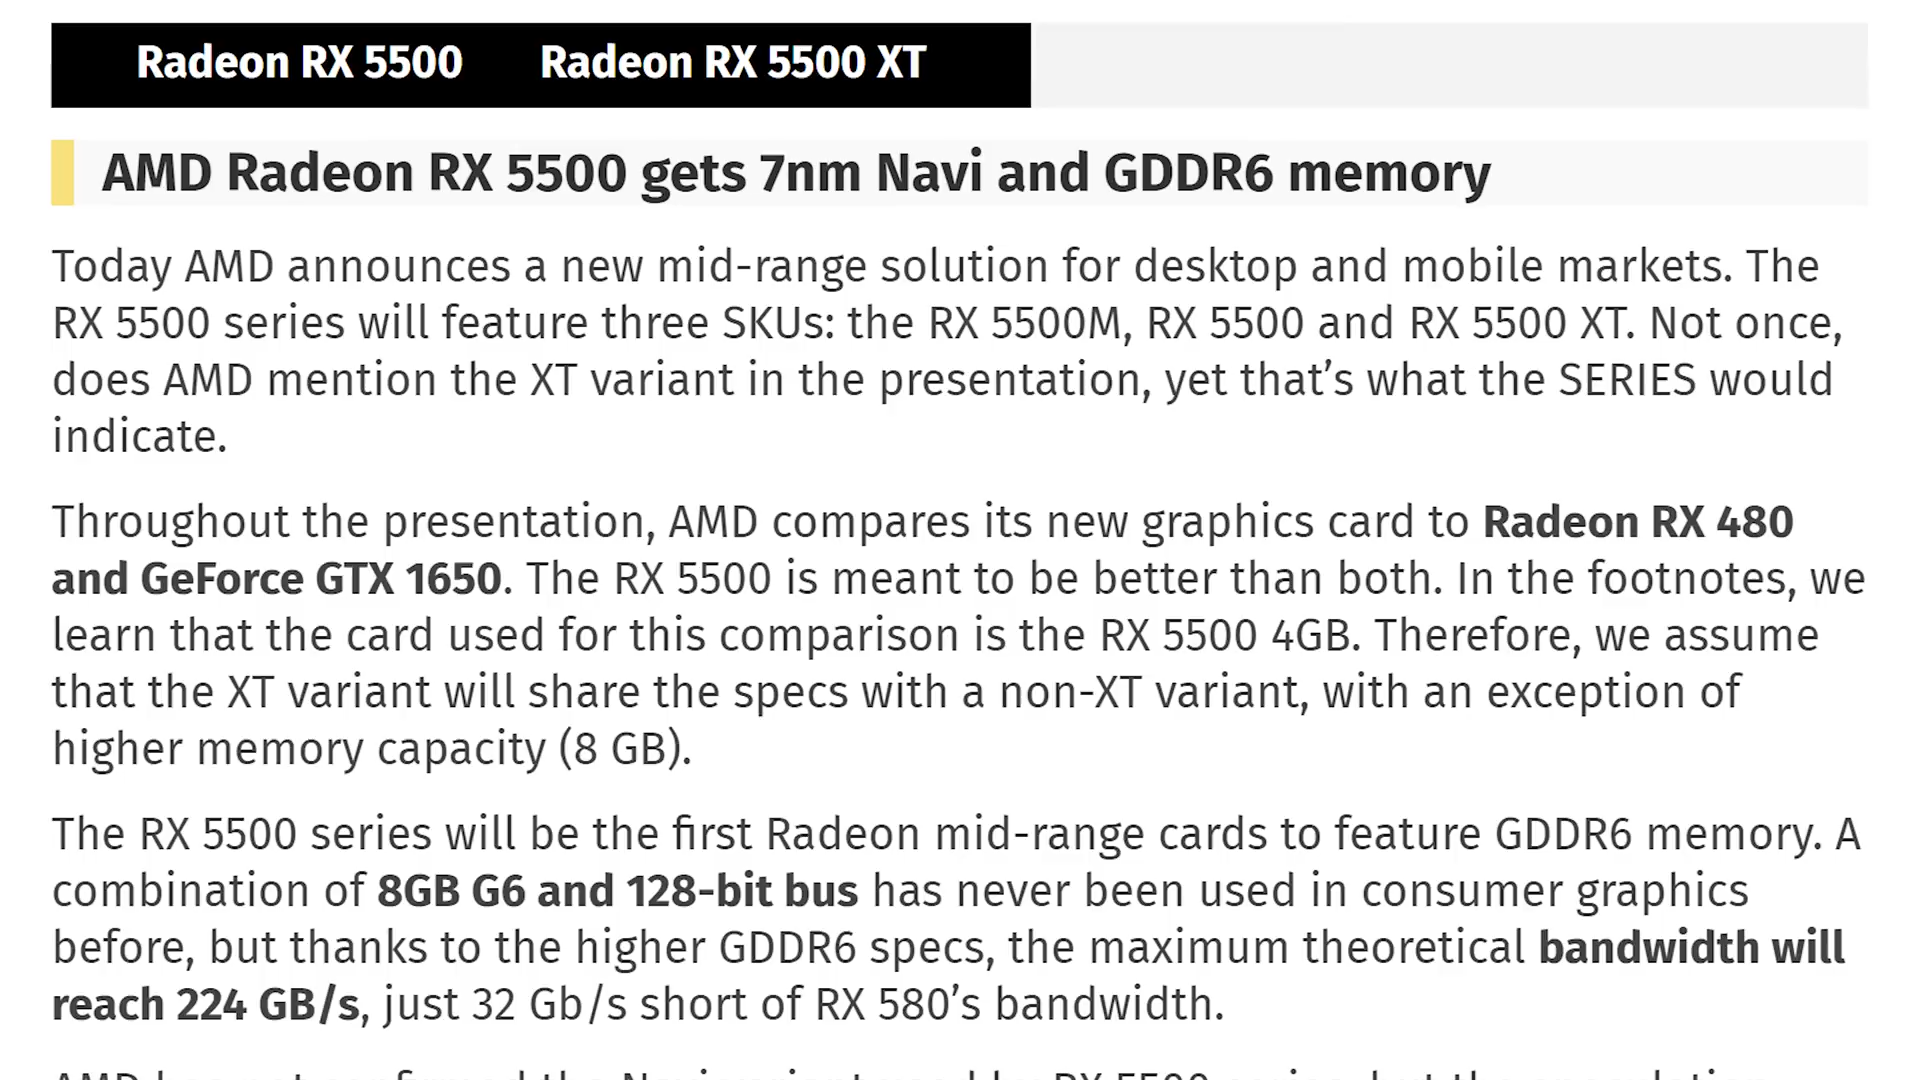 Radeon RX 5500 Radeon RX 5500 XT
AMD Radeon RX 5500 gets 7nm Navi and GDDR6 memory
Today AMD announces a new mid-range solution for desktop and mobile markets. The
RX 5500 series will feature three SKUs: the RX 5500M, RX 5500 and RX 5500 XT. Not once,
does AMD mention the XT variant in the presentation, yet that’s what the SERIES would
indicate.
Throughout the presentation, AMD compares its new graphics card to Radeon RX 480
and GeForce GTX 1650. The RX 5500 is meant to be better than both. In the footnotes, we
learn that the card used for this comparison is the RX 5500 4GB. Therefore, we assume
that the XT variant will share the specs with a non-XT variant, with an exception of
higher memory capacity (8 GB).
The RX 5500 series will be the first Radeon mid-range cards to feature GDDR6 memory. A
combination of 8GB G6 and 128-bit bus has never been used in consumer graphics
before, but thanks to the higher GDDR6 specs, the maximum theoretical bandwidth will
reach 224 GB/s, just 32 Gb/s short of RX 580’s bandwidth.